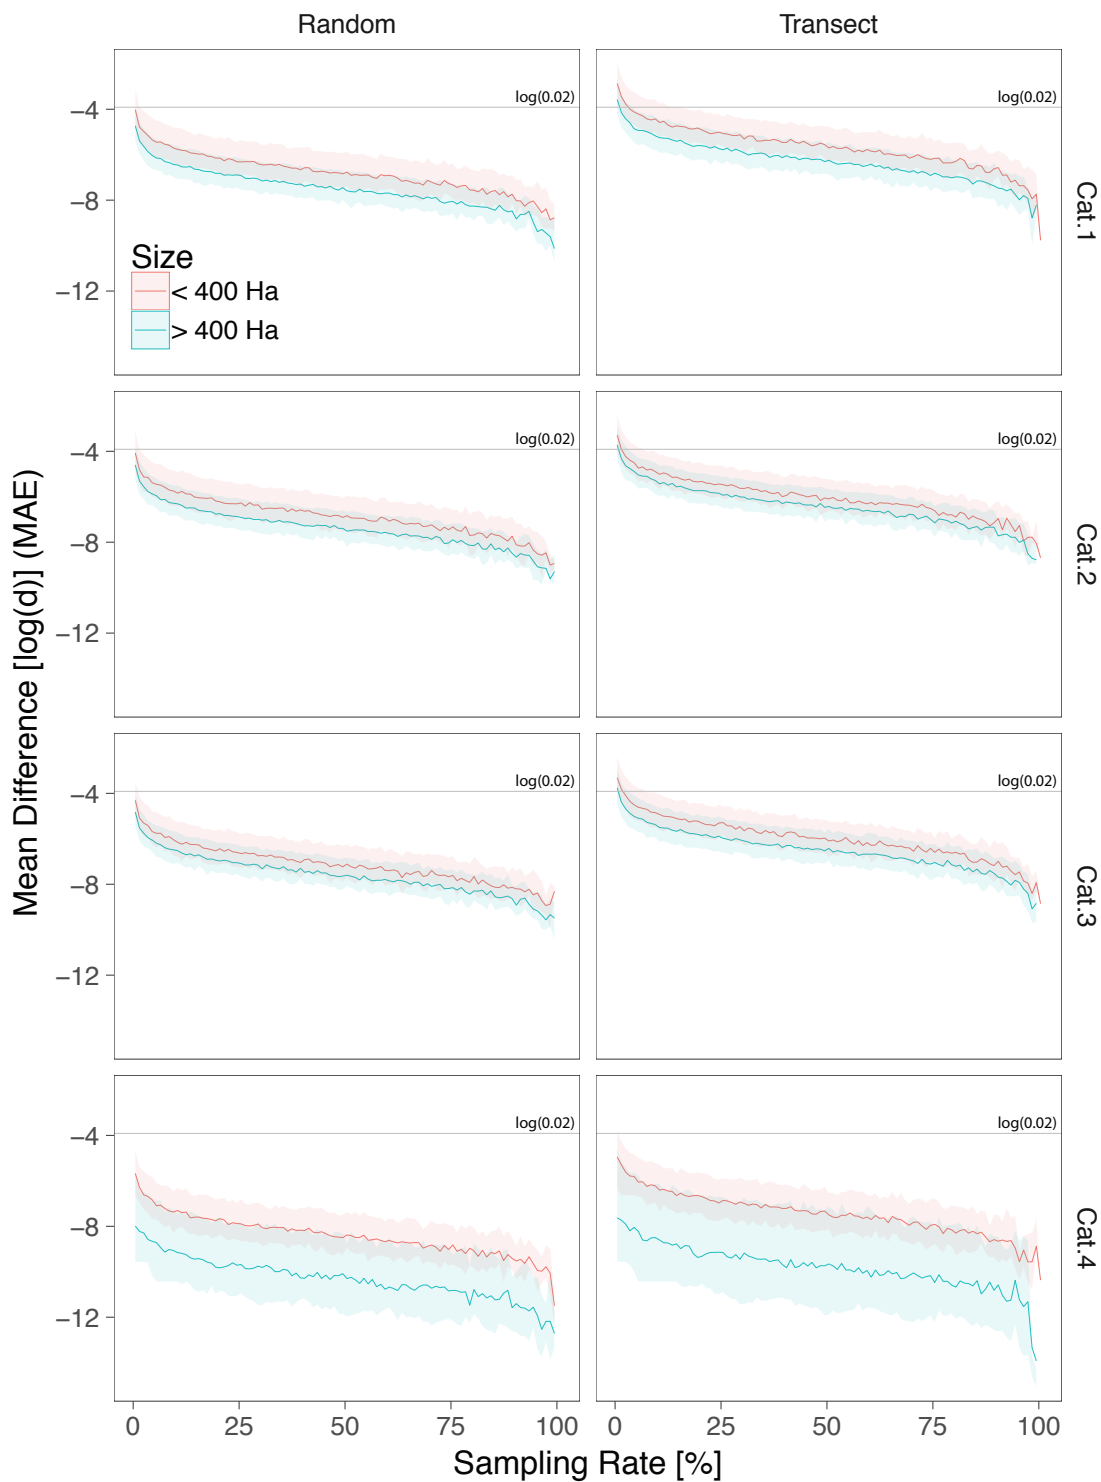 Random
Transect
log(0.02)
log(0.02)
−4
−8
−12
Cat.1
Size
< 400 Ha
> 400 Ha
log(0.02)
log(0.02)
−4
−8
−12
Cat.2
Mean Difference [log(d)] (MAE)
log(0.02)
log(0.02)
−4
−8
−12
Cat.3
log(0.02)
log(0.02)
−4
−8
−12
Cat.4
0 25 50 75 100
0 25 50 75 100
Sampling Rate [%]